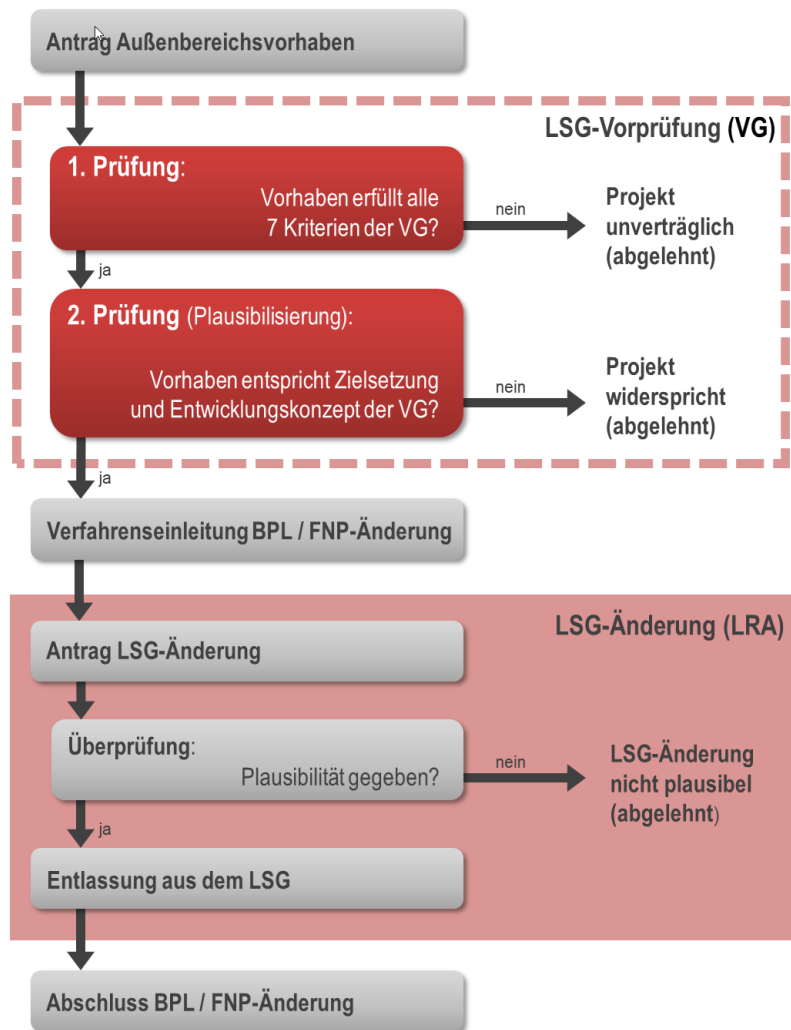 Antrag Außenbereichsvorhaben
LSG-Vorprüfung (VG)
1. Prüfung:
Vorhaben erfüllt alle
7 Kriterien der VG?
nein
Projekt
unverträglich
(abgelehnt)
ja
2. Prüfung (Plausibilisierung):
Vorhaben entspricht Zielsetzung
und Entwicklungskonzept der VG?
nein
Projekt
widerspricht
(abgelehnt)
ja
Verfahrenseinleitung BPL / FNP-Änderung
LSG-Änderung (LRA)
Antrag LSG-Änderung
Überprüfung:
Plausibilität gegeben?
nein
LSG-Änderung
nicht plausibel
(abgelehnt)
ja
Entlassung aus dem LSG
Abschluss BPL / FNP-Änderung